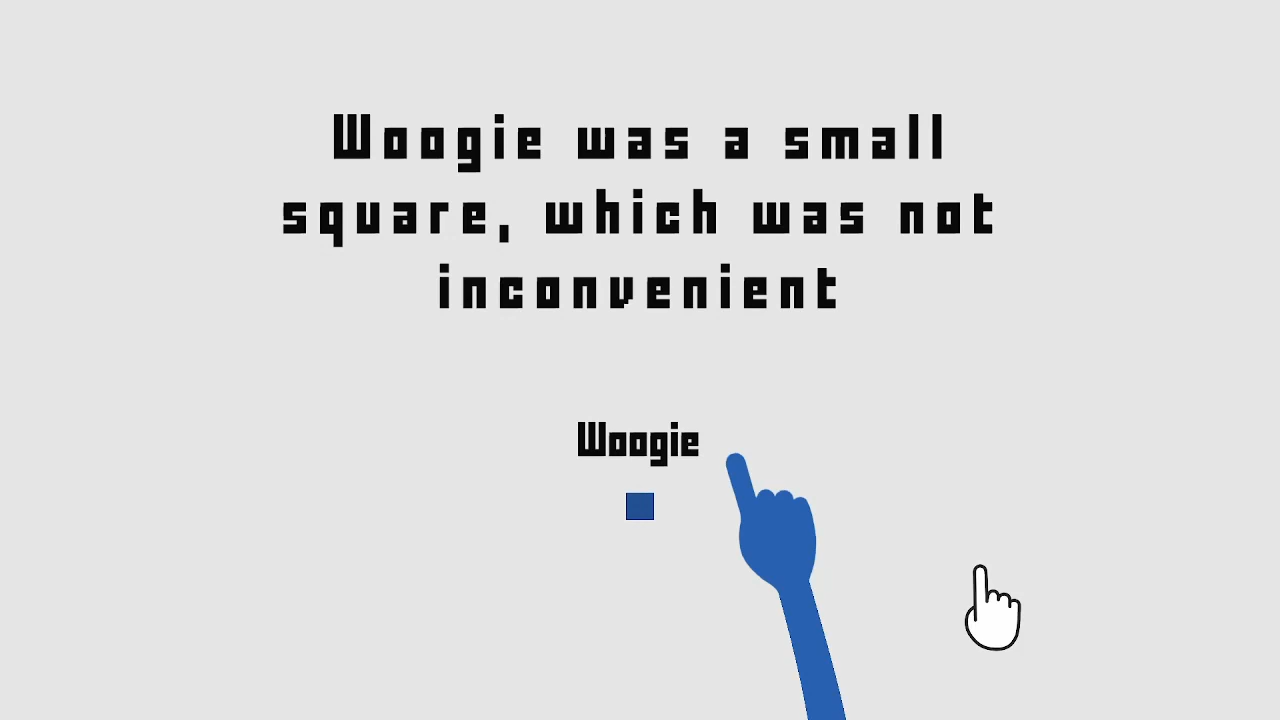 Woogie was a small
square, which was not
inconvenient
Woogie